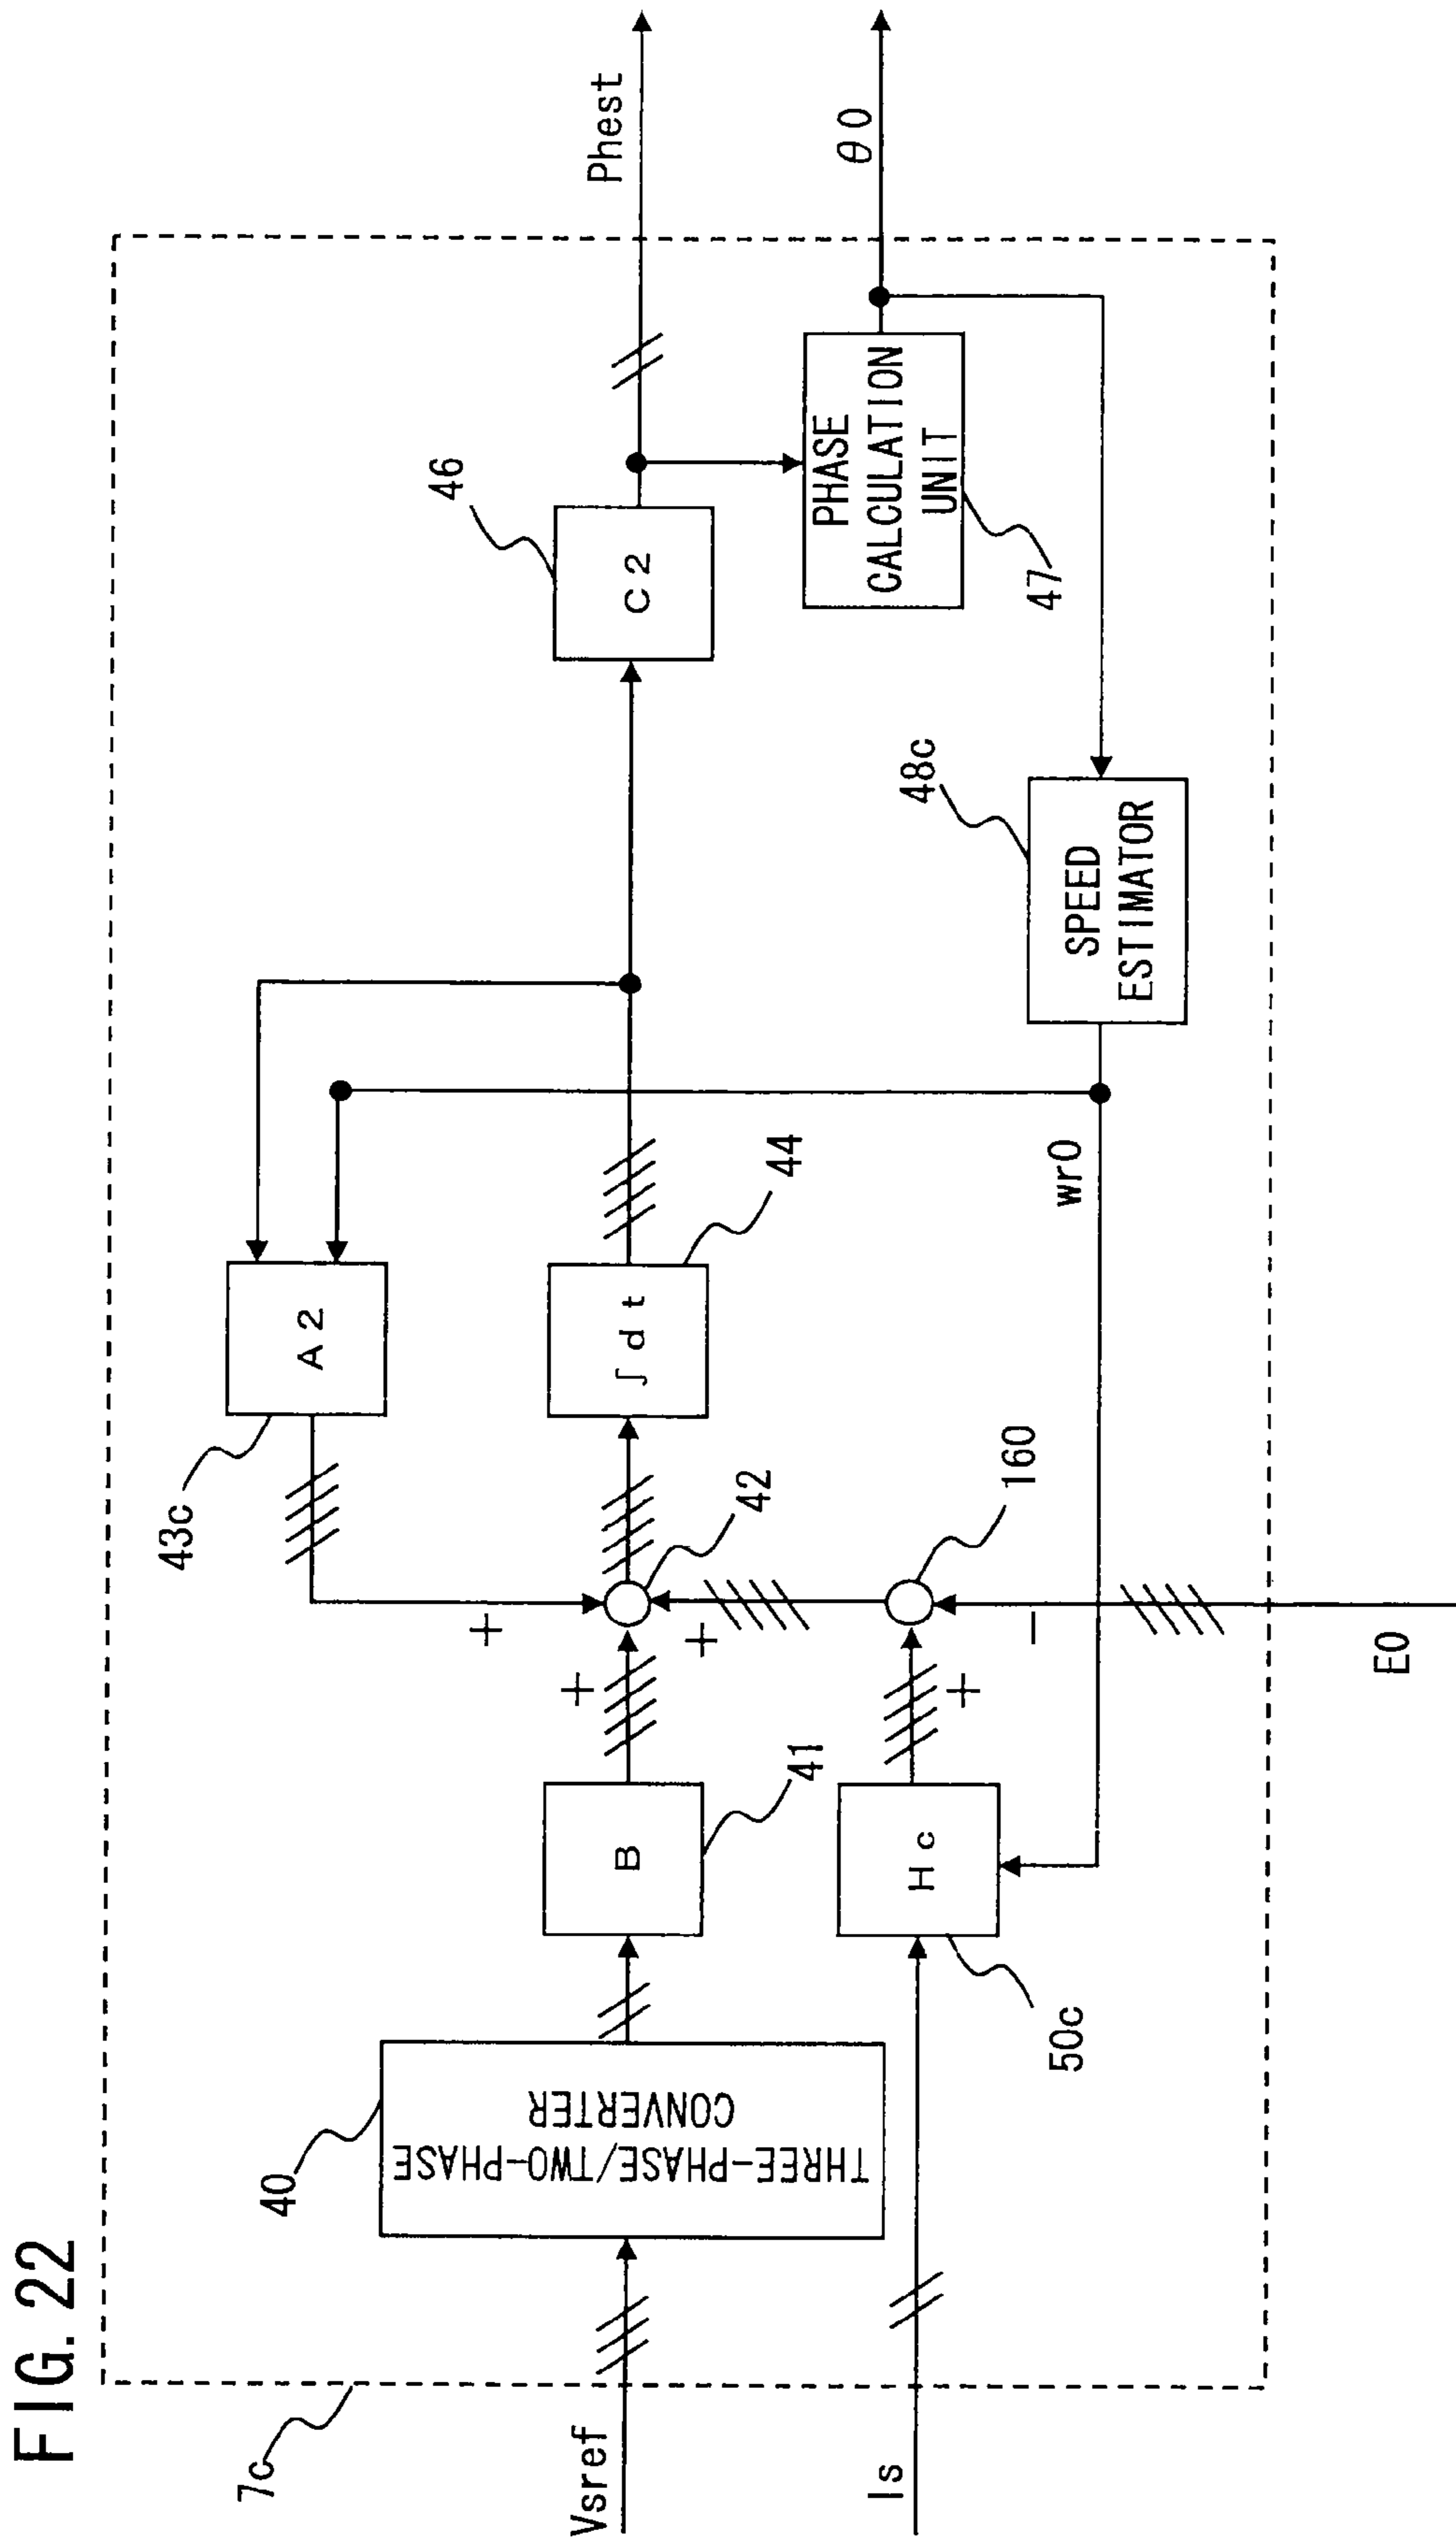 FIG. 22
7c
Vsref
Is
40
THREE-PHASE/TWO-PHASE
CONVERTER
B
41
Hc
50c
+
+
+
+
−
42
160
E0
43c
A2
∫dt
44
wr0
SPEED
ESTIMATOR
48c
C2
46
PHASE
CALCULATION
UNIT
47
Phest
θ0